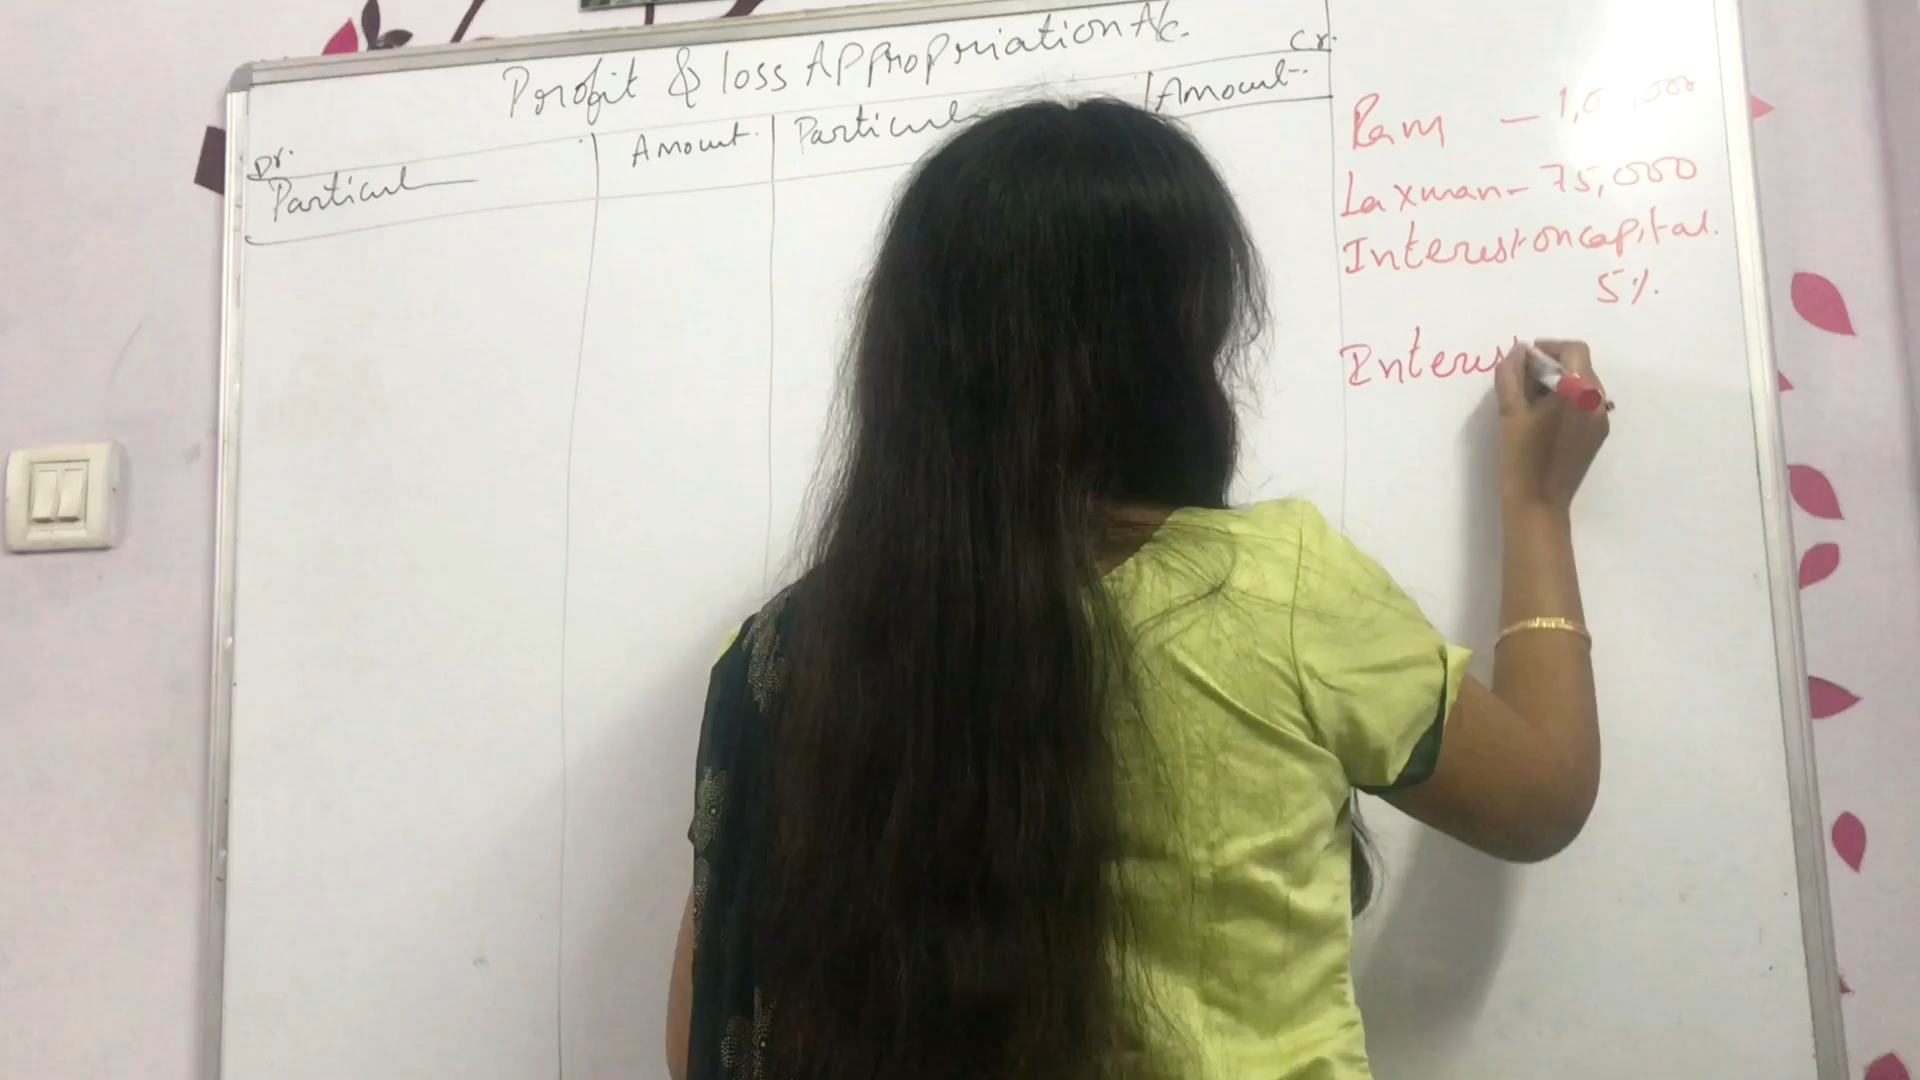 Profit & loss Appropriation A/c.
Dr.
Cr.
Particul
Amount.
Particul
Amount.
Ram - 1,00,000
Laxman - 75,000
Interest on capital.
5%.
Interes